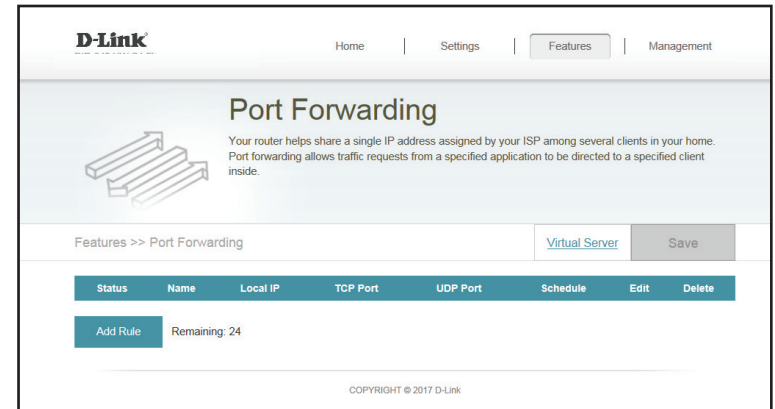 D-Link
Home | Settings | Features | Management
Port Forwarding
Your router helps share a single IP address assigned by your ISP among several clients in your home.
Port forwarding allows traffic requests from a specified application to be directed to a specified client
inside.
Features >> Port Forwarding
Virtual Server
Save
Status Name Local IP TCP Port UDP Port Schedule Edit Delete
Add Rule Remaining: 24
COPYRIGHT © 2017 D-Link